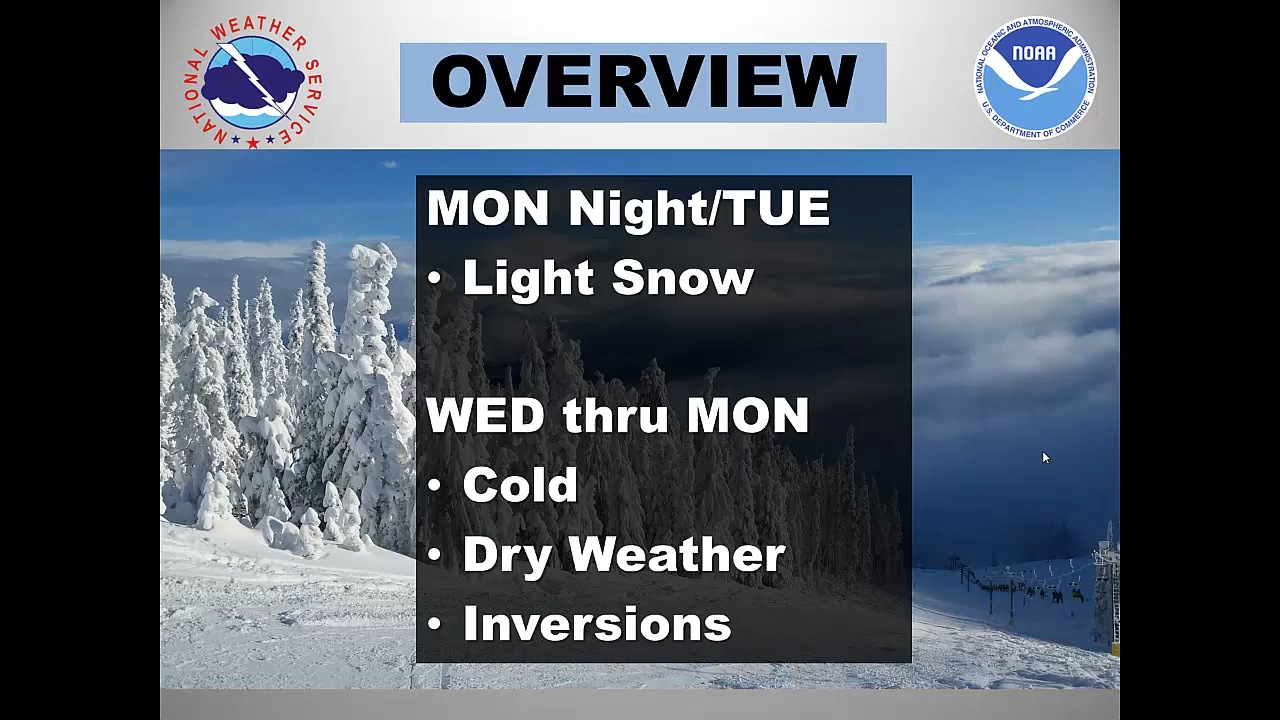 NATIONAL WEATHER SERVICE
OVERVIEW
NATIONAL OCEANIC AND ATMOSPHERIC ADMINISTRATION
NOAA
U.S. DEPARTMENT OF COMMERCE
MON Night/TUE
• Light Snow
WED thru MON
• Cold
• Dry Weather
• Inversions